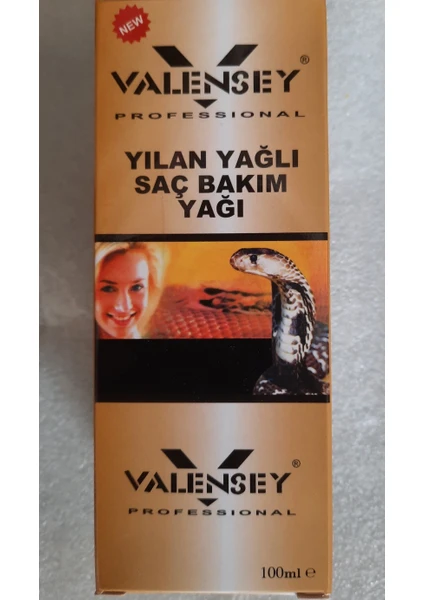 NEW
VALENSEY®
PROFESSIONAL
YILAN YAĞLI
SAÇ BAKIM
YAĞI
VALENSEY®
PROFESSIONAL
100ml ℮